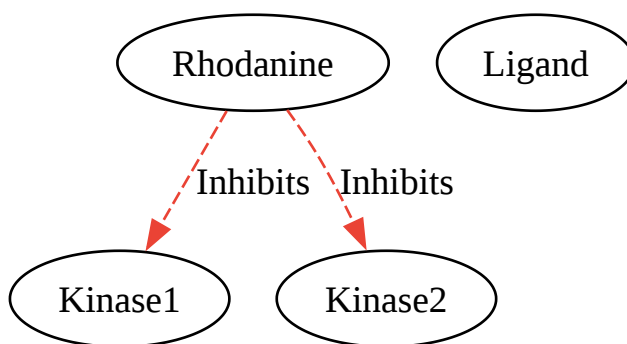 Rhodanine
Ligand
Inhibits
Inhibits
Kinase1
Kinase2